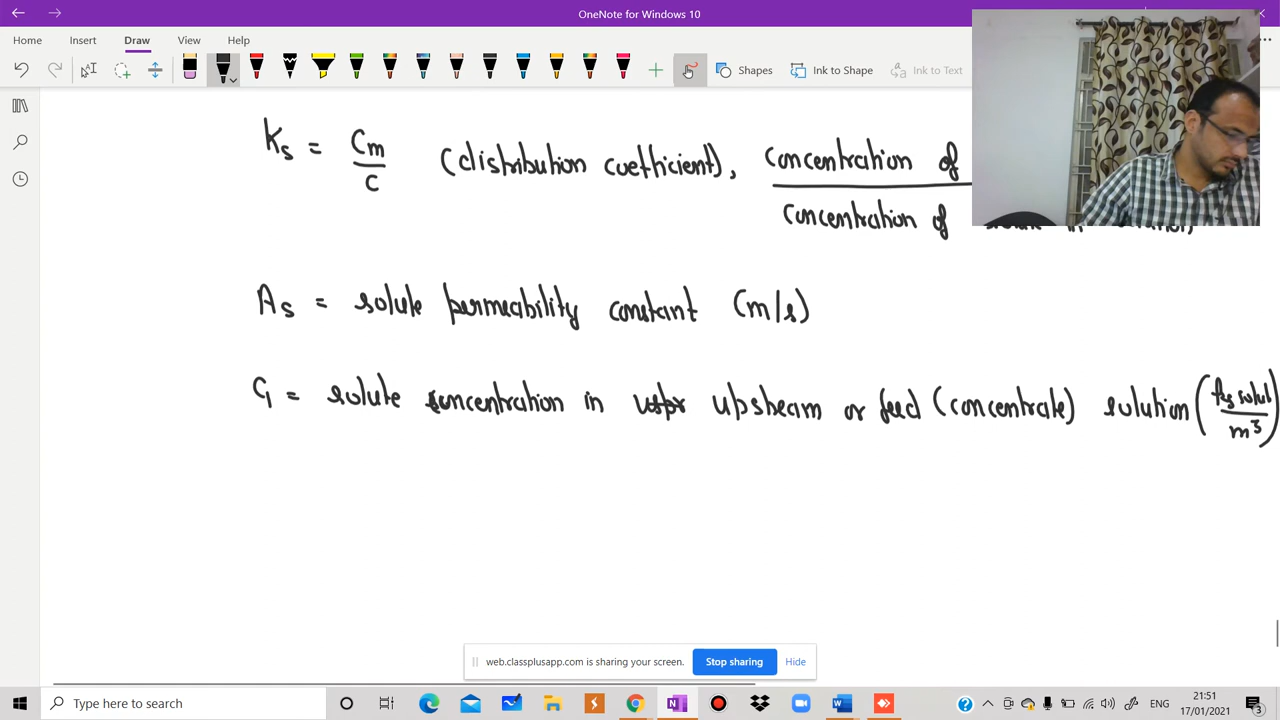 OneNote for Windows 10
Home Insert Draw View Help
Shapes Ink to Shape Ink to Text
Ks = Cm / C (distribution coefficient), concentration of
concentration of
As = solute permeability constant (m/s)
C1 = solute concentration in upstream or feed (concentrate) solution (kg solut / m³)
web.classplusapp.com is sharing your screen. Stop sharing Hide
Type here to search
ENG 21:51
17/01/2021
3